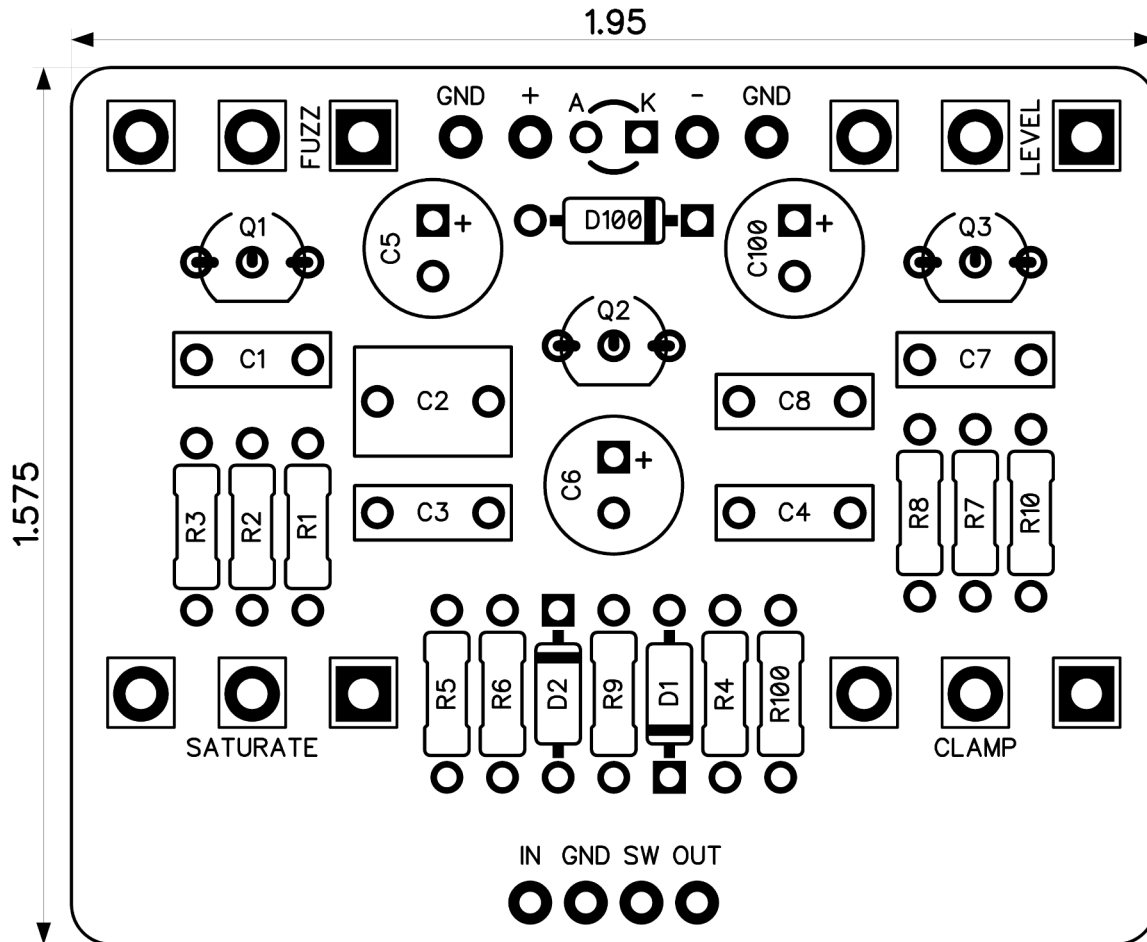 1.95
GND + A K - GND
FUZZ
LEVEL
Q1
C5
+
D100
C100
+
Q3
Q2
C1
C2
C8
C7
C6
+
C3
C4
R3 R2 R1
R8 R7 R10
1.575
R5 R6 D2 R9 D1 R4 R100
SATURATE
CLAMP
IN GND SW OUT